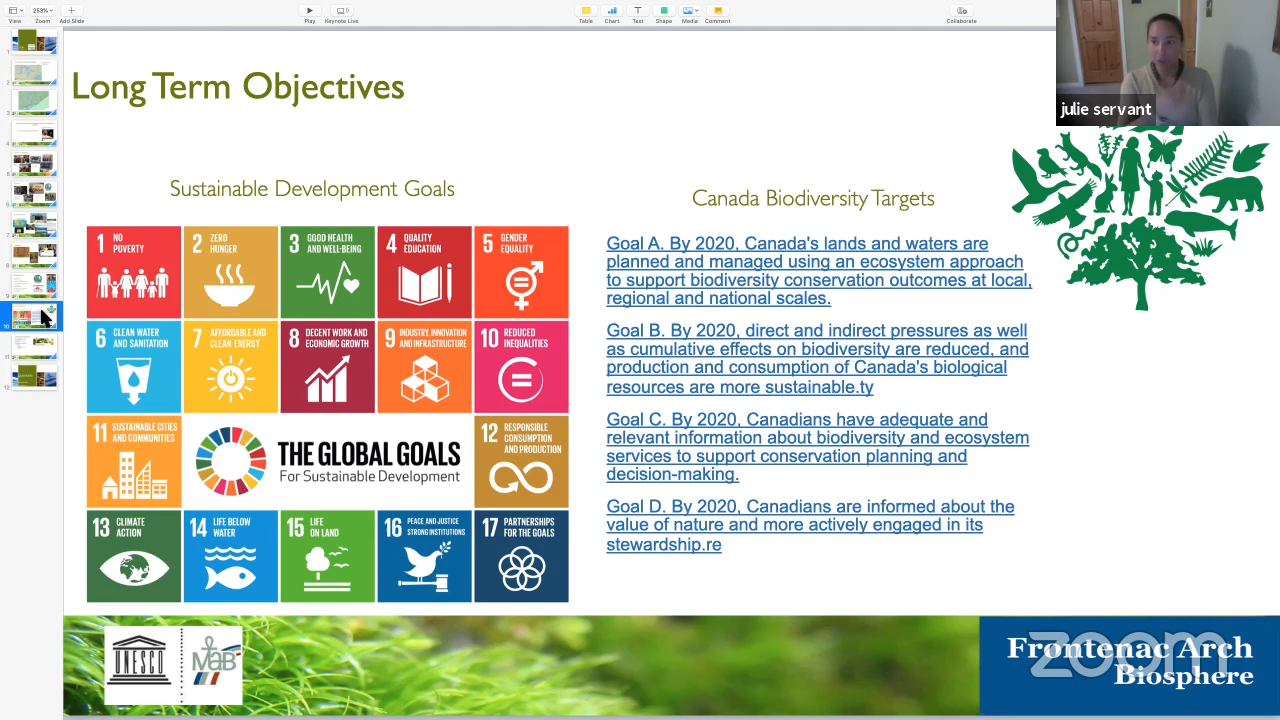 253%
View
Zoom
Add Slide
Play
Keynote Live
Table
Chart
Text
Shape
Media
Comment
Collaborate
julie servant
Long Term Objectives
Sustainable Development Goals
1 NO
POVERTY
2 ZERO
HUNGER
3 GOOD HEALTH
AND WELL-BEING
4 QUALITY
EDUCATION
5 GENDER
EQUALITY
6 CLEAN WATER
AND SANITATION
7 AFFORDABLE AND
CLEAN ENERGY
8 DECENT WORK AND
ECONOMIC GROWTH
9 INDUSTRY, INNOVATION
AND INFRASTRUCTURE
10 REDUCED
INEQUALITIES
11 SUSTAINABLE CITIES
AND COMMUNITIES
THE GLOBAL GOALS
For Sustainable Development
12 RESPONSIBLE
CONSUMPTION
AND PRODUCTION
13 CLIMATE
ACTION
14 LIFE BELOW
WATER
15 LIFE
ON LAND
16 PEACE AND JUSTICE
STRONG INSTITUTIONS
17 PARTNERSHIPS
FOR THE GOALS
Canada Biodiversity Targets
Goal A. By 2020, Canada's lands and waters are
planned and managed using an ecosystem approach
to support biodiversity conservation outcomes at local,
regional and national scales.
Goal B. By 2020, direct and indirect pressures as well
as cumulative effects on biodiversity are reduced, and
production and consumption of Canada's biological
resources are more sustainable.ty
Goal C. By 2020, Canadians have adequate and
relevant information about biodiversity and ecosystem
services to support conservation planning and
decision-making.
Goal D. By 2020, Canadians are informed about the
value of nature and more actively engaged in its
stewardship.re
UNESCO
MaB
Frontenac Arch
Biosphere
zoom